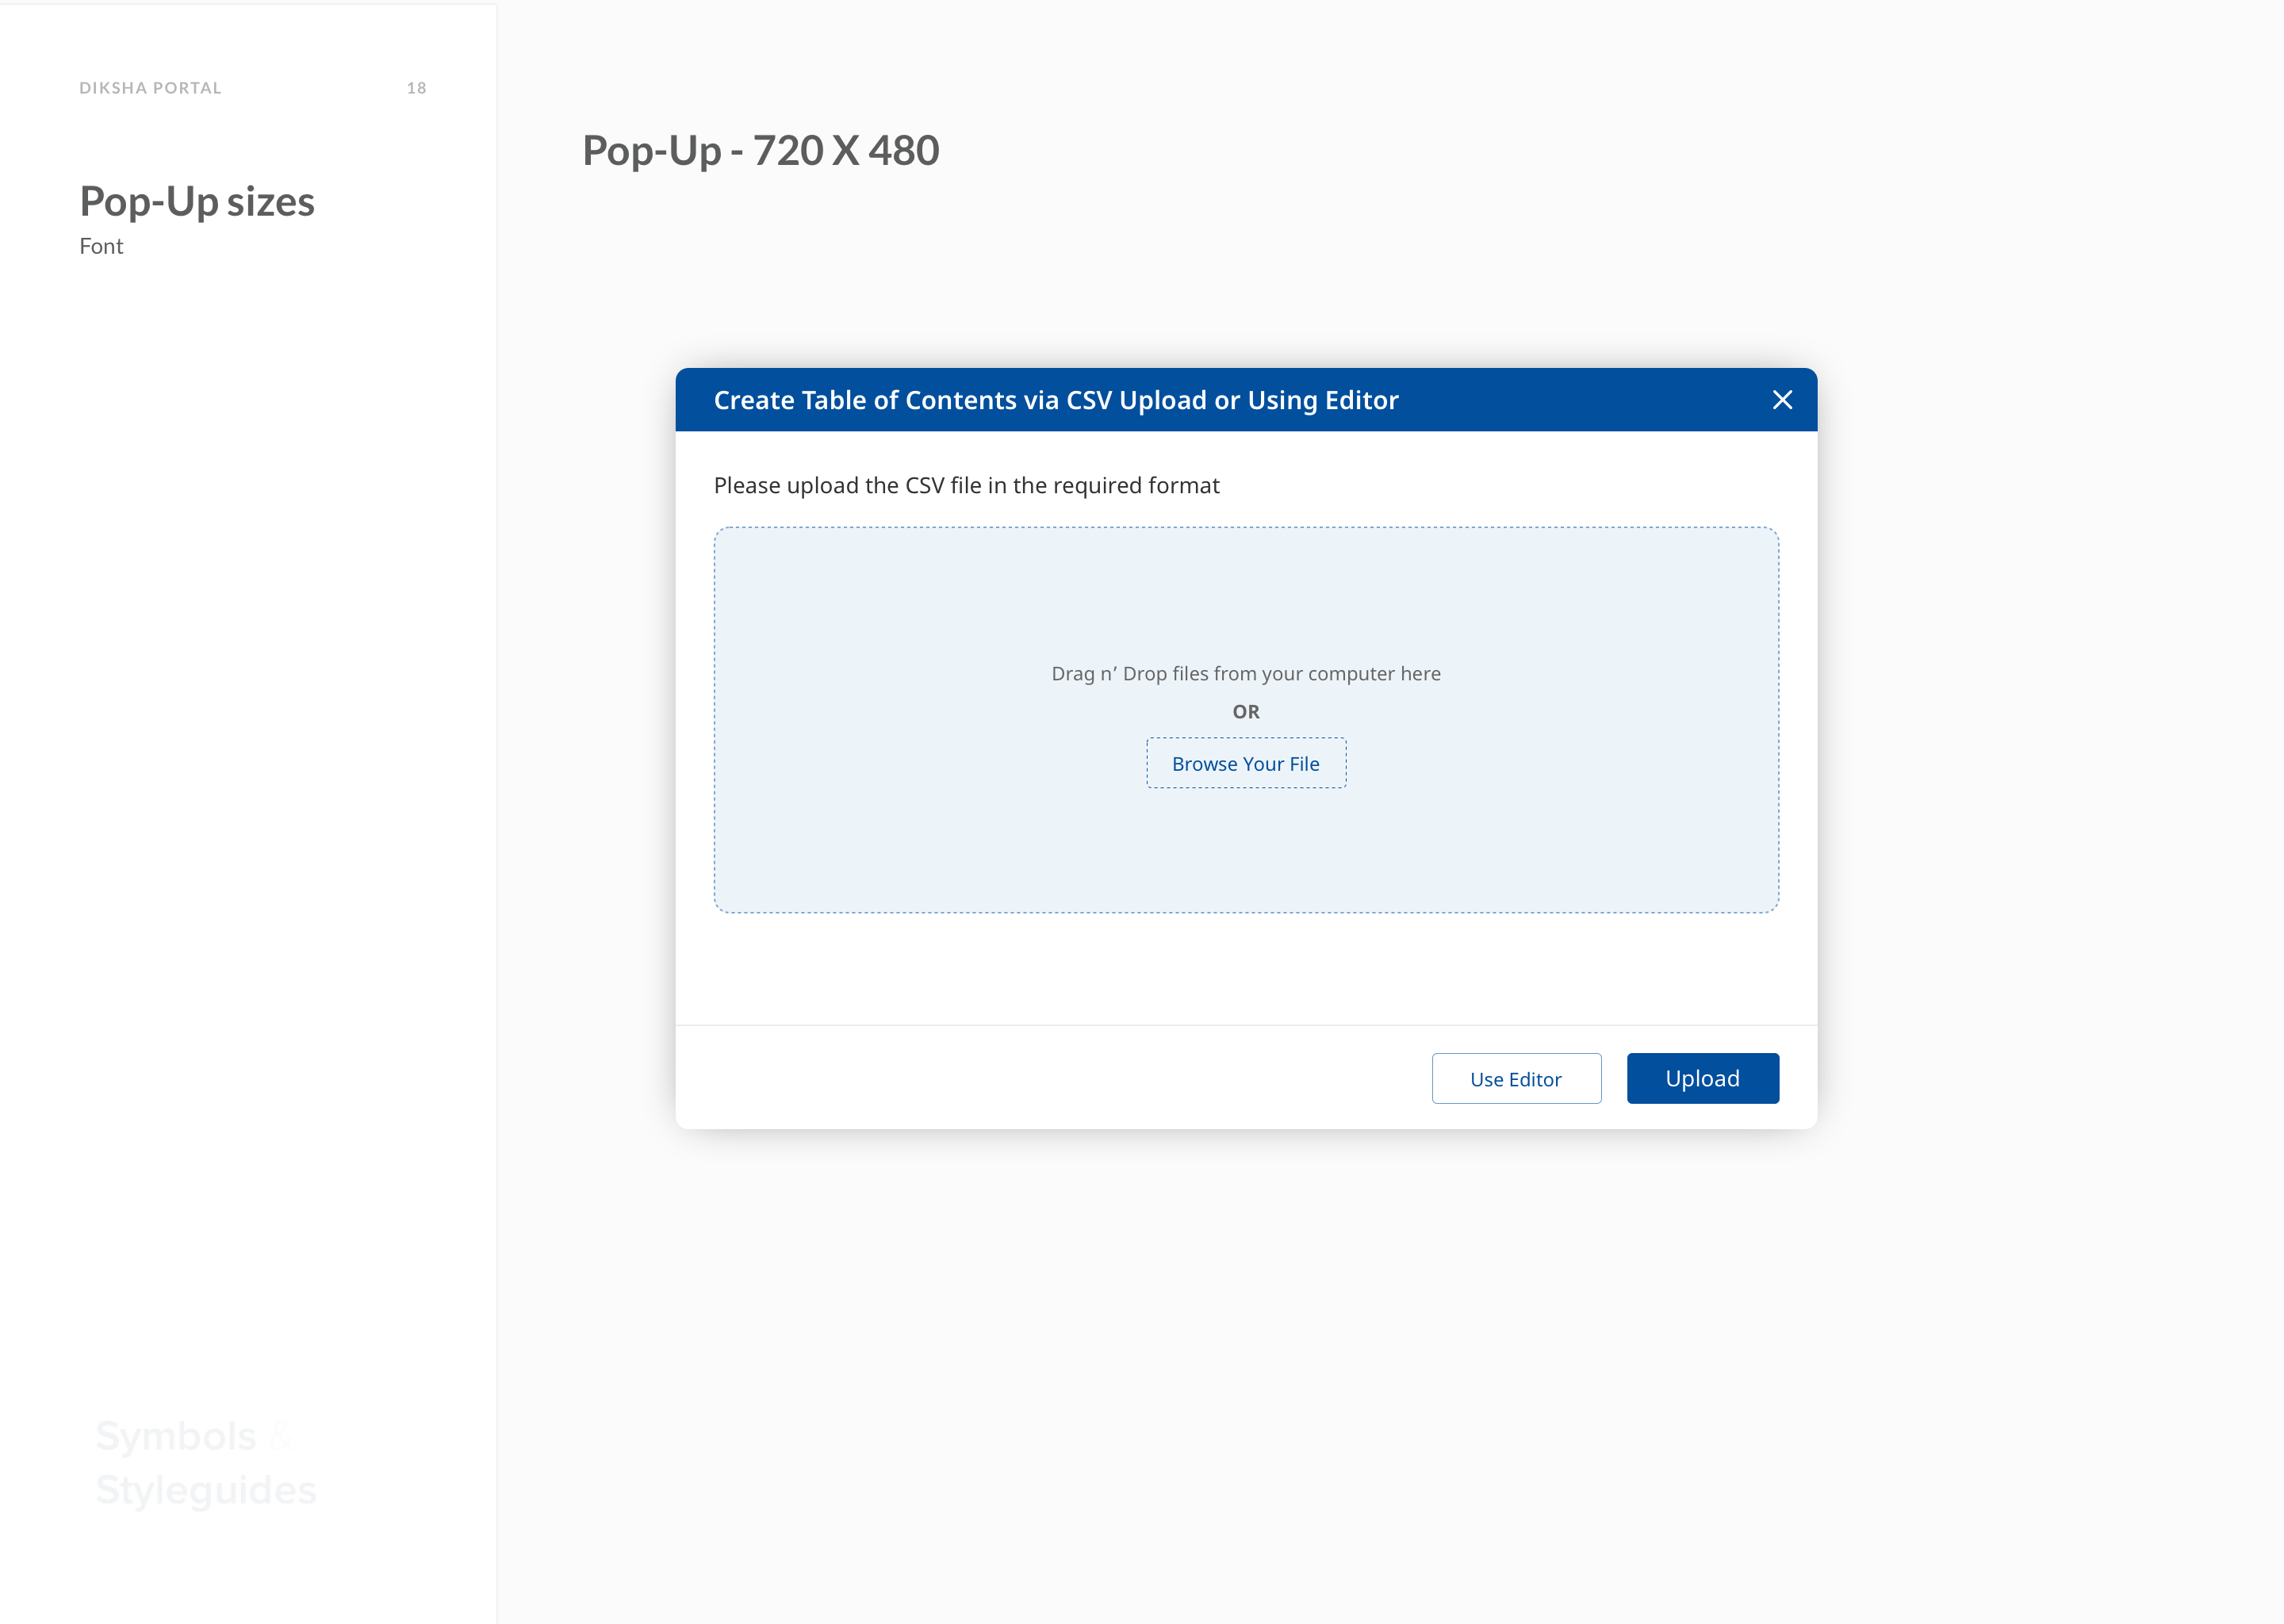 DIKSHA PORTAL 18
Pop-Up sizes
Font
Symbols &
Styleguides
Pop-Up - 720 X 480
Create Table of Contents via CSV Upload or Using Editor
Please upload the CSV file in the required format
Drag n’ Drop files from your computer here
OR
Browse Your File
Use Editor
Upload